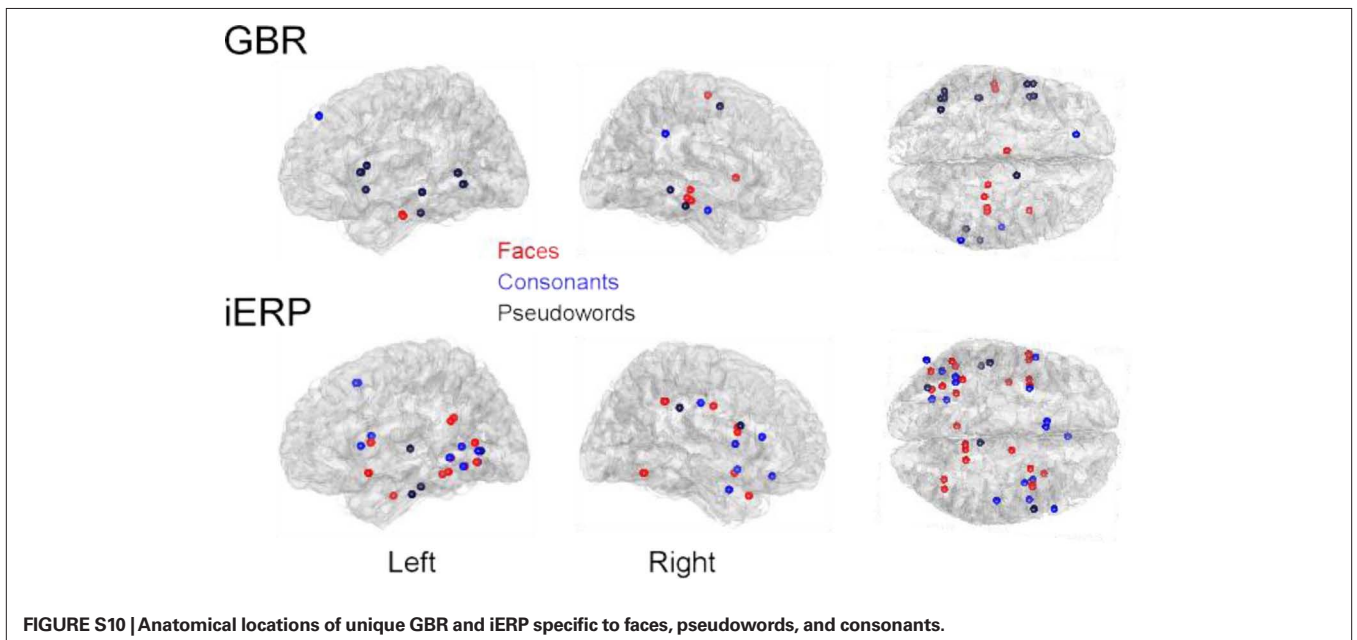 GBR
Faces
Consonants
Pseudowords
iERP
Left Right
FIGURE S10 | Anatomical locations of unique GBR and iERP specific to faces, pseudowords, and consonants.